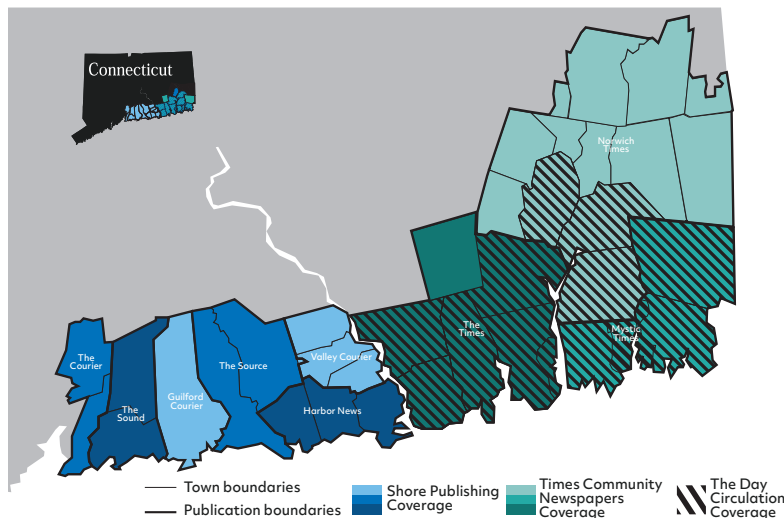 Connecticut
Norwich
Times
The
Times
Mystic
Times
The
Courier
The Source
Valley Courier
Guilford
Courier
The
Sound
Harbor News
Town boundaries
Publication boundaries
Shore Publishing
Coverage
Times Community
Newspapers
Coverage
The Day
Circulation
Coverage